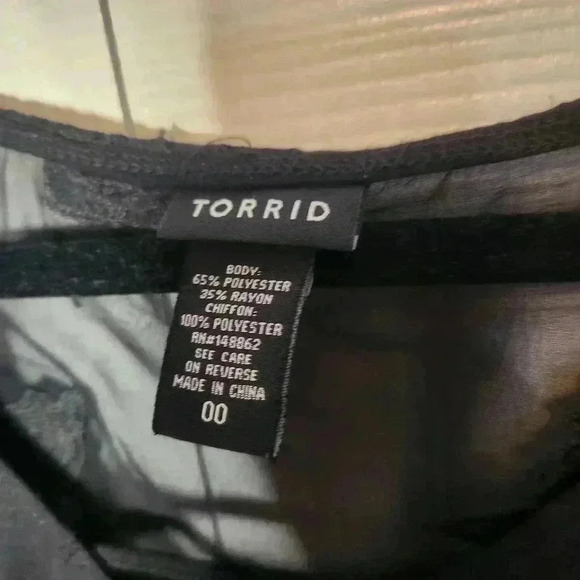 TORRID
BODY:
65% POLYESTER
35% RAYON
CHIFFON:
100% POLYESTER
RN#148862
SEE CARE
ON REVERSE
MADE IN CHINA
00